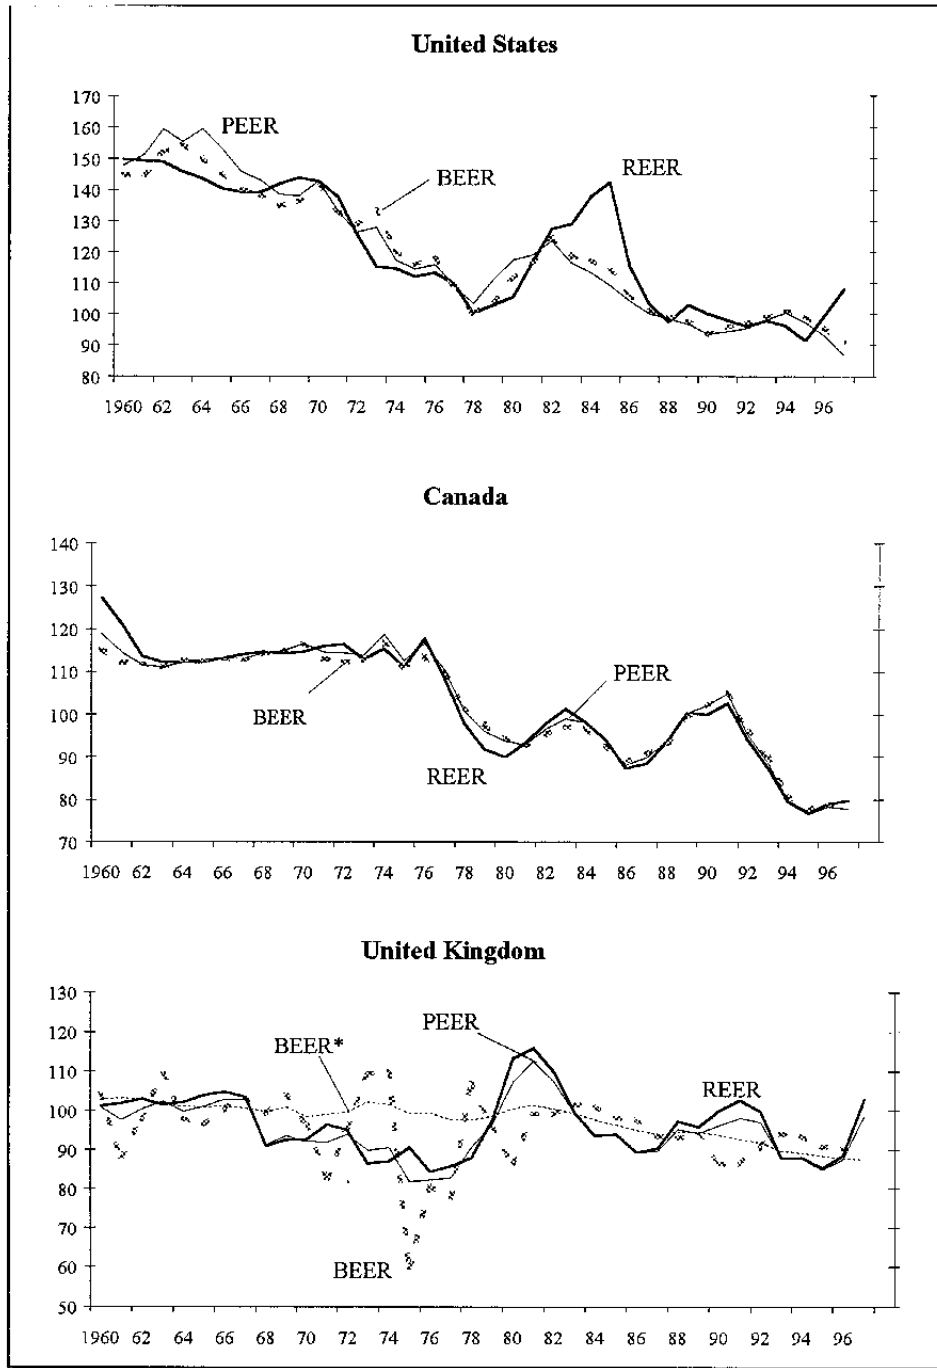 United States
170
160
150
140
130
120
110
100
90
80
PEER
BEER
REER
1960 62 64 66 68 70 72 74 76 78 80 82 84 86 88 90 92 94 96
Canada
140
130
120
110
100
90
80
70
PEER
BEER
REER
1960 62 64 66 68 70 72 74 76 78 80 82 84 86 88 90 92 94 96
United Kingdom
130
120
110
100
90
80
70
60
50
PEER
BEER*
REER
BEER
1960 62 64 66 68 70 72 74 76 78 80 82 84 86 88 90 92 94 96